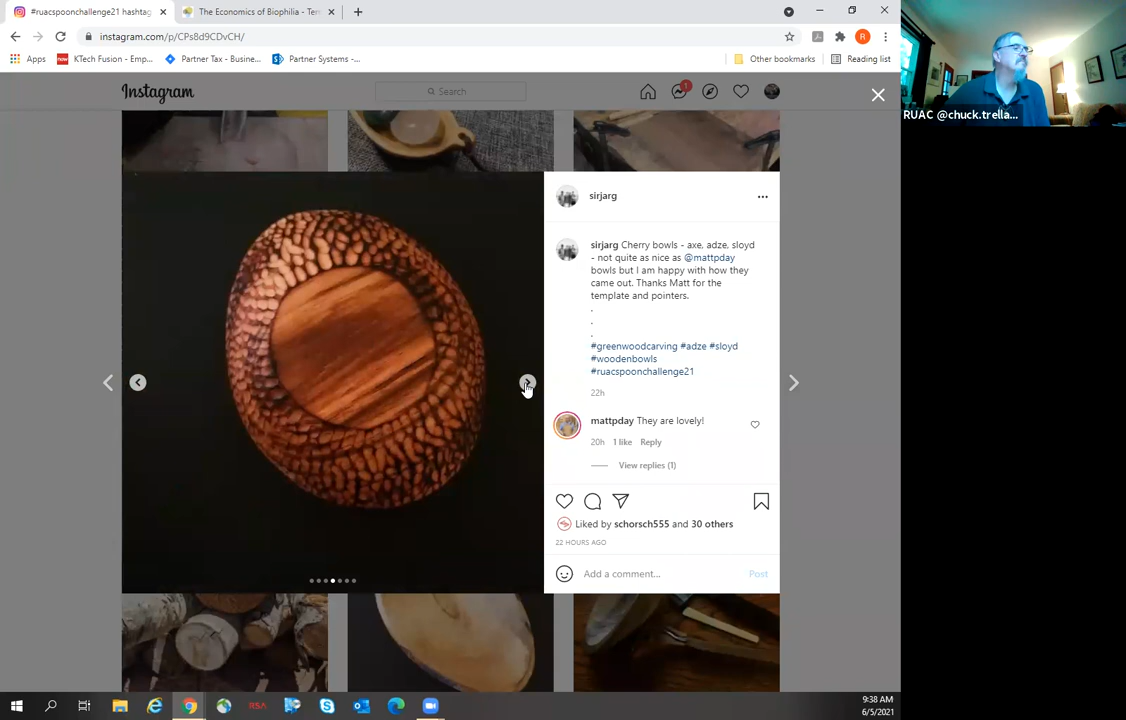 #ruacspoonchallenge21 hashtag
The Economics of Biophilia - Terr
instagram.com/p/CPs8d9CDvCH/
R
Apps
KTech Fusion - Emp...
Partner Tax - Busine...
Partner Systems -...
Other bookmarks
Reading list
RUAC @chuck.trella...
Instagram
Search
1
sirjarg
sirjarg Cherry bowls - axe, adze, sloyd
- not quite as nice as @mattpday
bowls but I am happy with how they
came out. Thanks Matt for the
template and pointers.
.
.
.
#greenwoodcarving #adze #sloyd
#woodenbowls
#ruacspoonchallenge21
22h
mattpday They are lovely!
20h 1 like Reply
View replies (1)
Liked by schorsch555 and 30 others
22 HOURS AGO
Add a comment...
Post
RSA
9:38 AM
6/5/2021